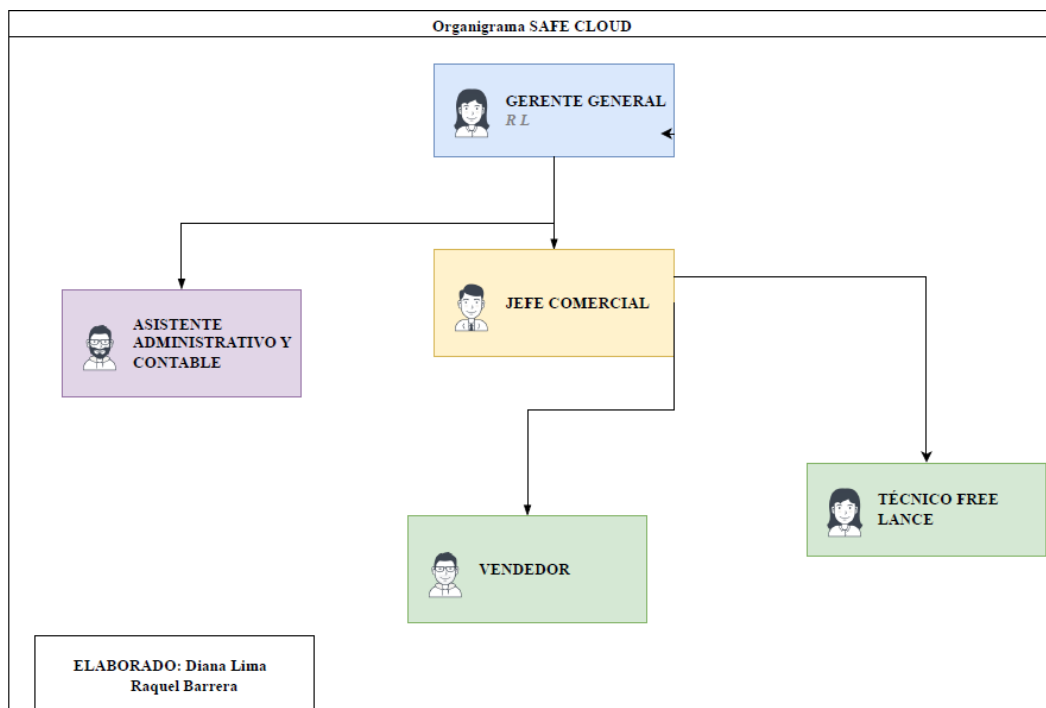 Organigrama SAFE CLOUD
GERENTE GENERAL
R L
JEFE COMERCIAL
ASISTENTE
ADMINISTRATIVO Y
CONTABLE
TÉCNICO FREE
LANCE
VENDEDOR
ELABORADO: Diana Lima
Raquel Barrera